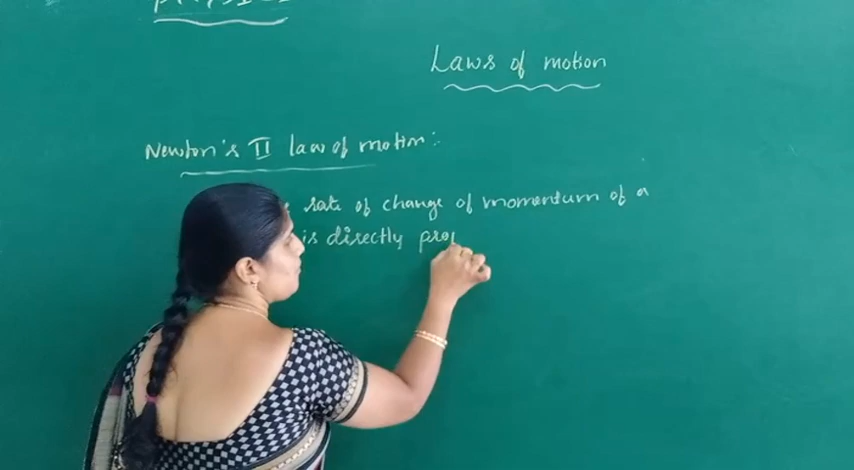 Laws of motion
Newton's II law of motion:
rate of change of momentum of a
is directly pro